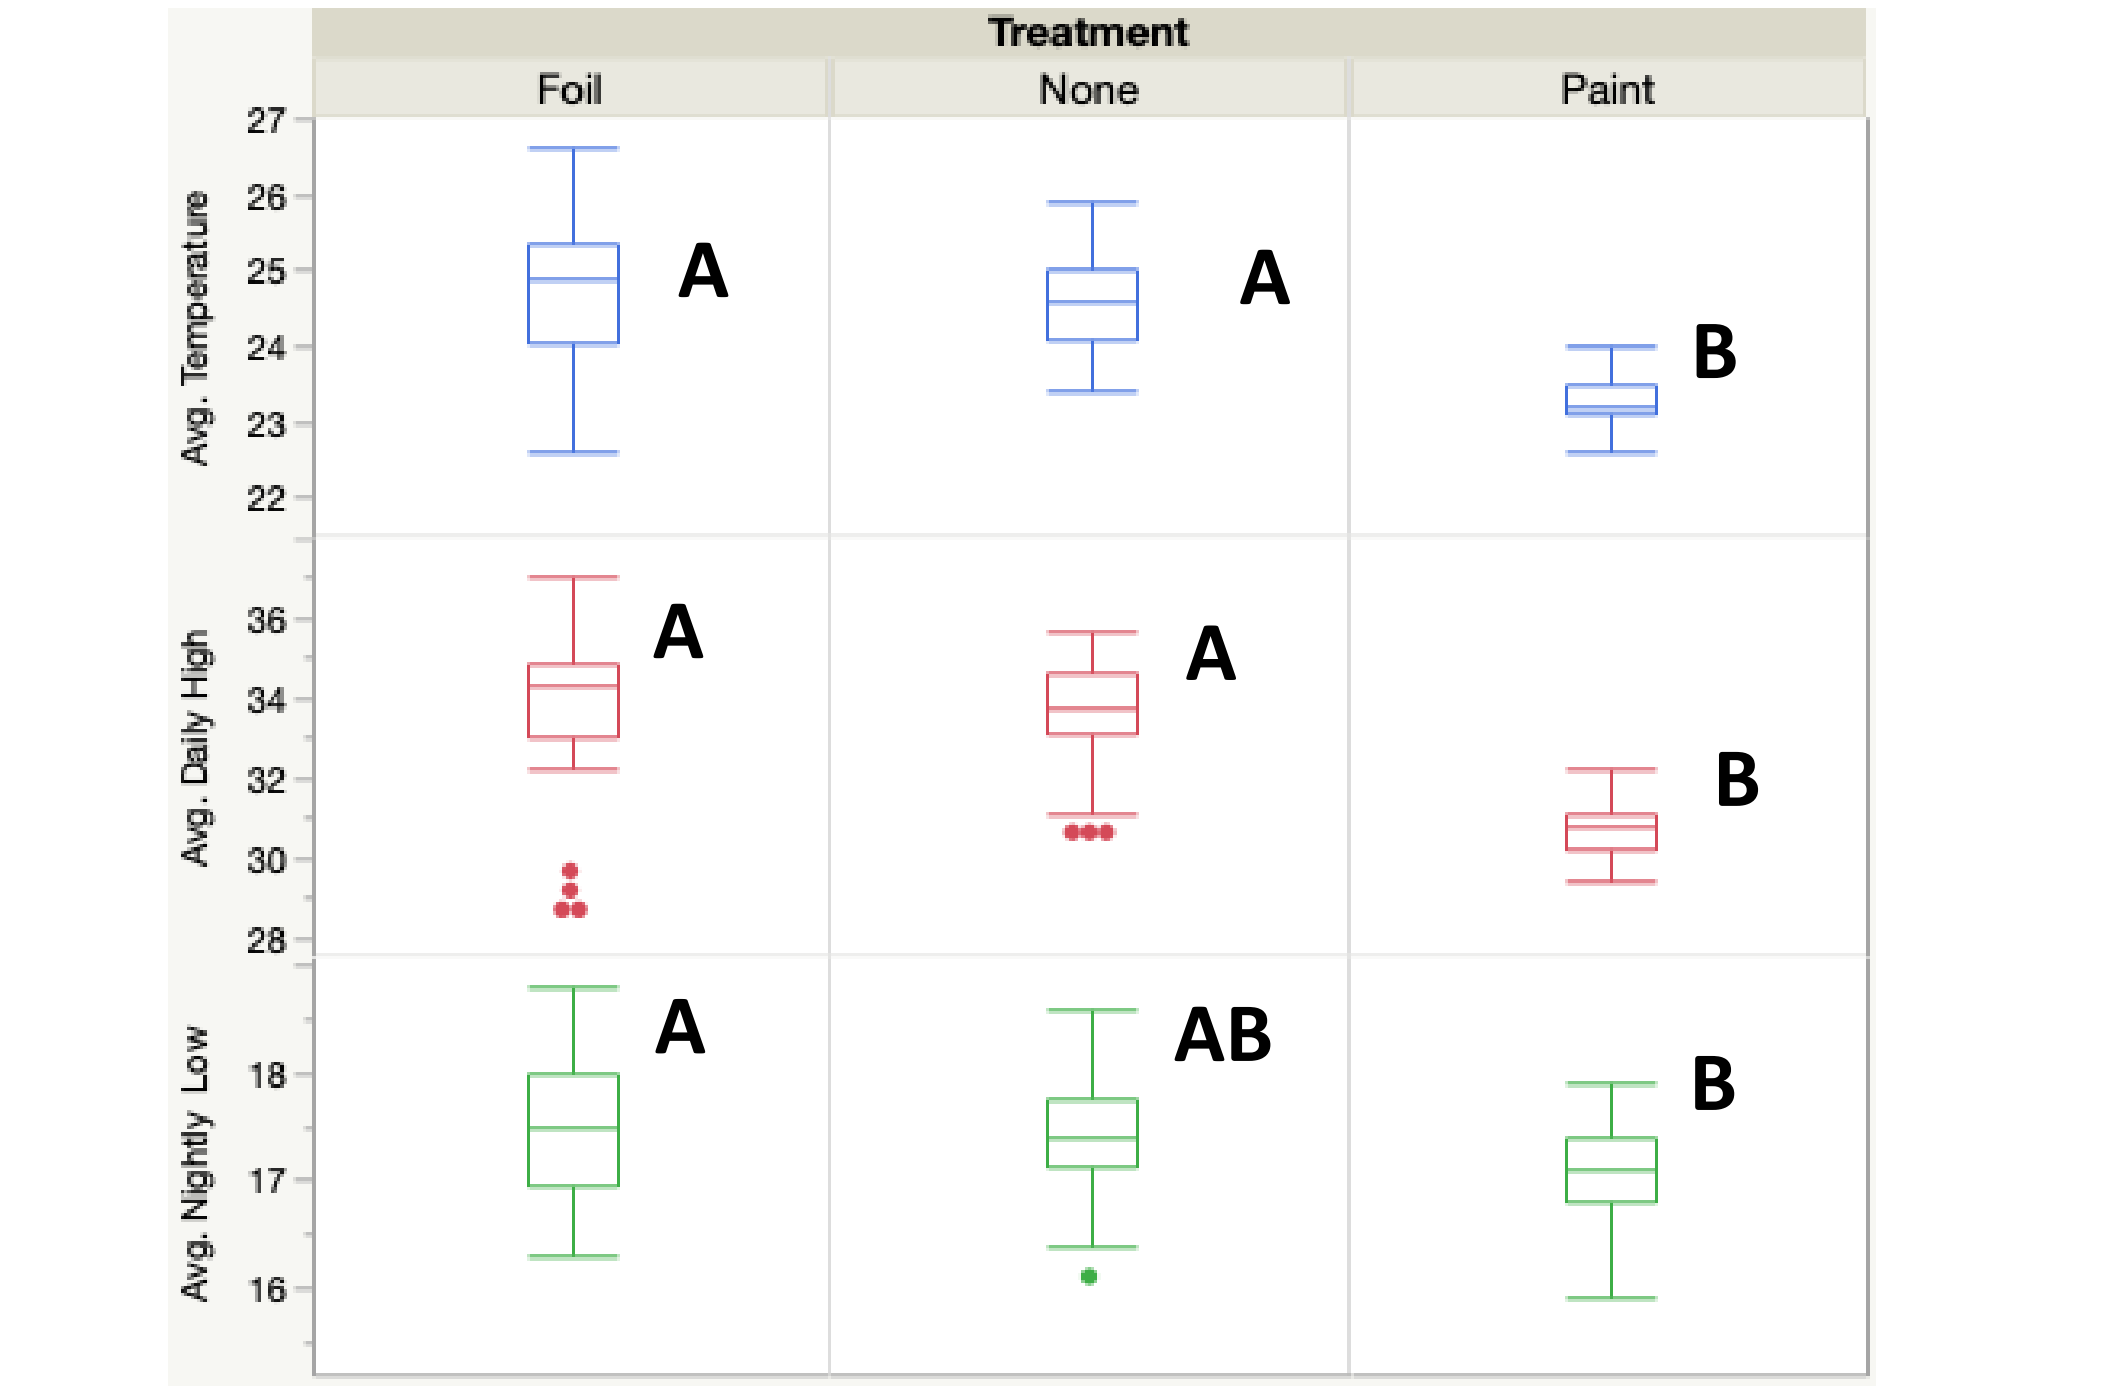 Treatment
Foil None Paint
Avg. Temperature
27
26
25
24
23
22
A A B
Avg. Daily High
36
34
32
30
28
A A B
Avg. Nightly Low
18
17
16
A AB B